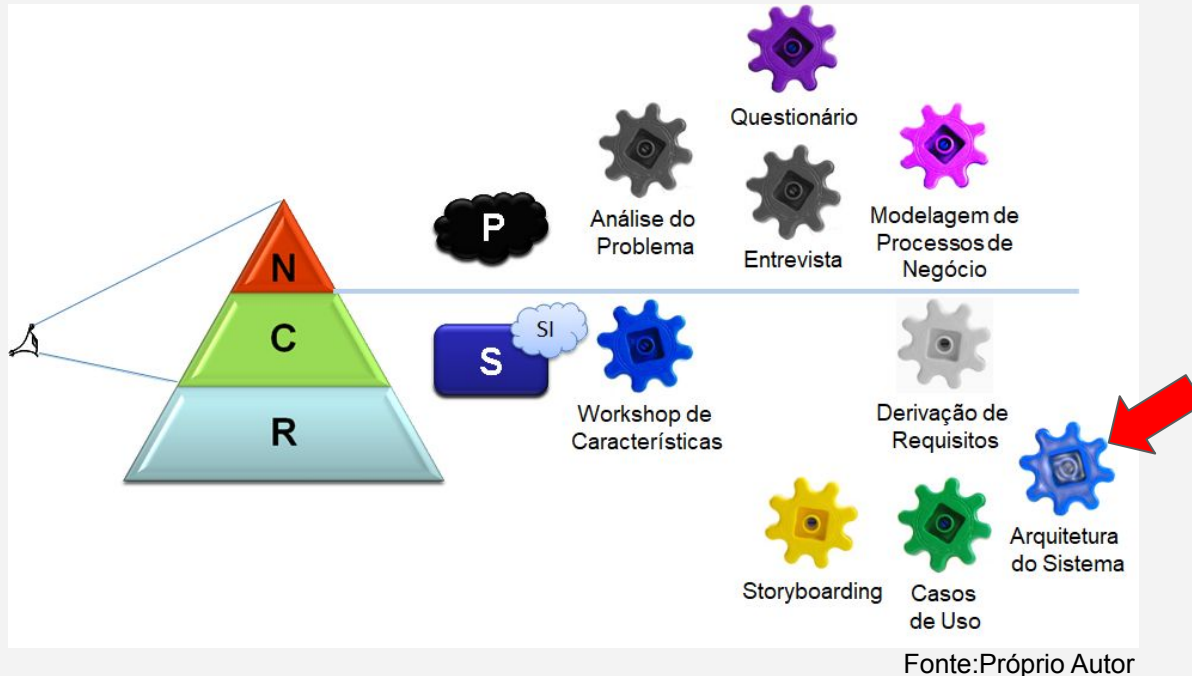 Questionário
Análise do
Problema
Entrevista
Modelagem de
Processos de
Negócio
P
N
C
R
S
SI
Workshop de
Características
Derivação de
Requisitos
Storyboarding
Casos
de Uso
Arquitetura
do Sistema
Fonte:Próprio Autor